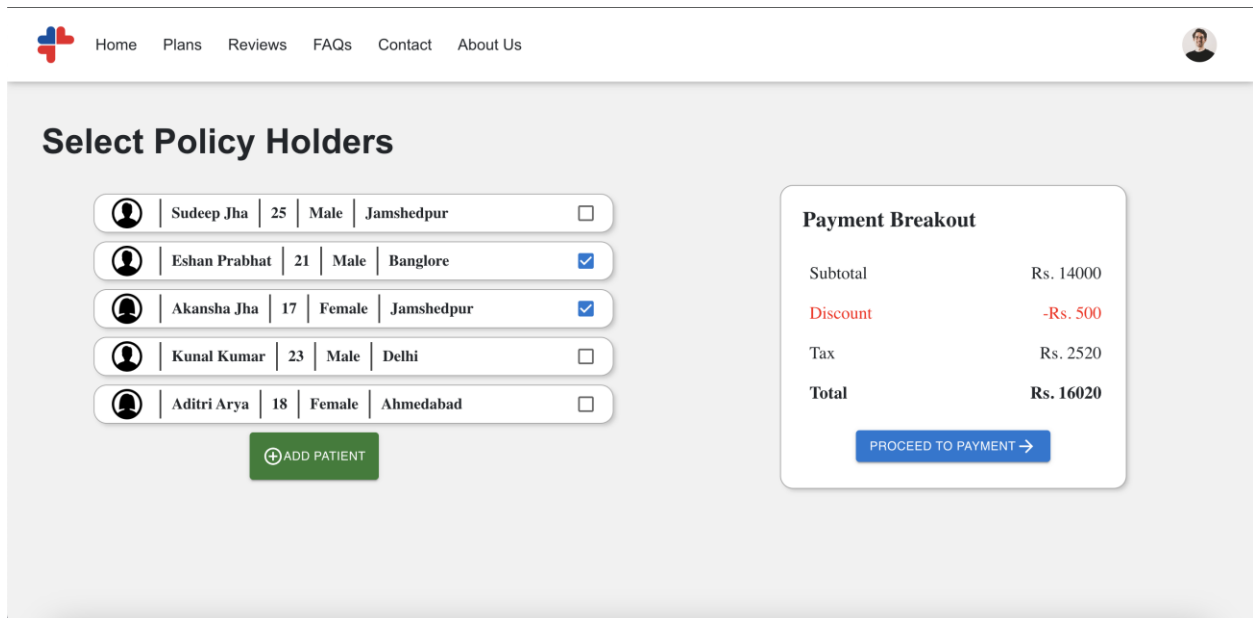 Home Plans Reviews FAQs Contact About Us
Select Policy Holders
Sudeep Jha 25 Male Jamshedpur
Eshan Prabhat 21 Male Banglore
Akansha Jha 17 Female Jamshedpur
Kunal Kumar 23 Male Delhi
Aditri Arya 18 Female Ahmedabad
ADD PATIENT
Payment Breakout
Subtotal Rs. 14000
Discount -Rs. 500
Tax Rs. 2520
Total Rs. 16020
PROCEED TO PAYMENT